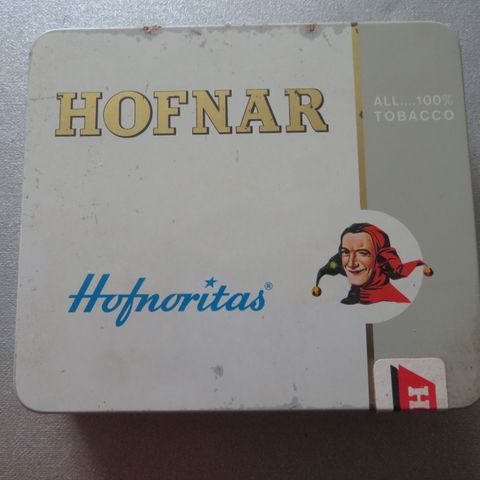 HOFNAR
ALL....100%
TOBACCO
Hofnoritas®
H